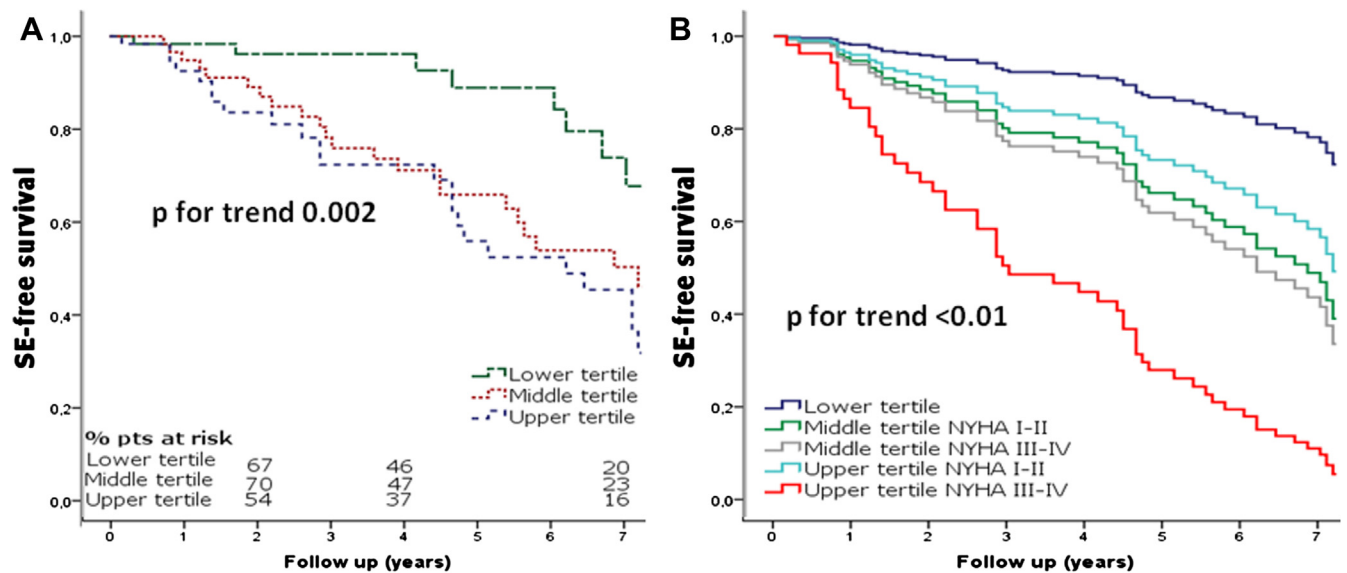 A
SE-free survival
1,0
0,8
0,6
0,4
0,2
0,0
p for trend 0.002
Lower tertile
Middle tertile
Upper tertile
% pts at risk
Lower tertile 67 46 20
Middle tertile 70 47 23
Upper tertile 54 37 16
0 1 2 3 4 5 6 7
Follow up (years)
B
SE-free survival
1,0
0,8
0,6
0,4
0,2
0,0
p for trend <0.01
Lower tertile
Middle tertile NYHA I-II
Middle tertile NYHA III-IV
Upper tertile NYHA I-II
Upper tertile NYHA III-IV
0 1 2 3 4 5 6 7
Follow up (years)